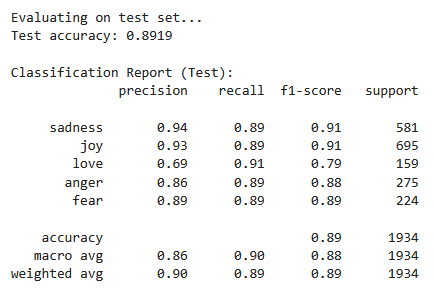 Evaluating on test set...
Test accuracy: 0.8919
Classification Report (Test):
precision recall f1-score support
sadness 0.94 0.89 0.91 581
joy 0.93 0.89 0.91 695
love 0.69 0.91 0.79 159
anger 0.86 0.89 0.88 275
fear 0.89 0.89 0.89 224
accuracy 0.89 1934
macro avg 0.86 0.90 0.88 1934
weighted avg 0.90 0.89 0.89 1934